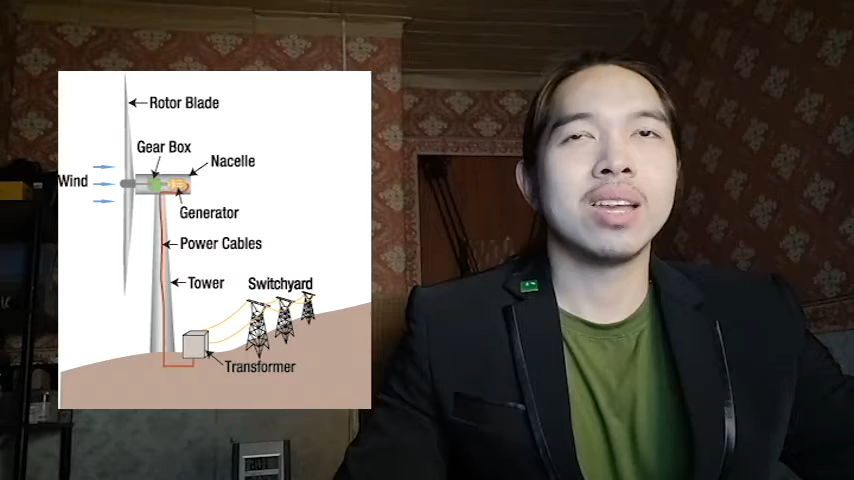 Rotor Blade
Gear Box
Nacelle
Wind
Generator
Power Cables
Tower
Switchyard
Transformer